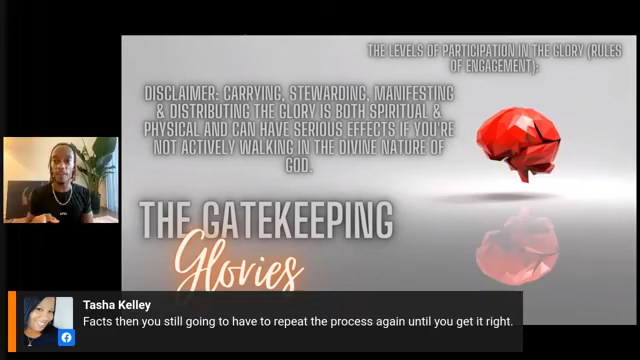 THE LEVELS OF PARTICIPATION IN THE GLORY (RULES
OF ENGAGEMENT):
DISCLAIMER: CARRYING, STEWARDING, MANIFESTING
& DISTRIBUTING THE GLORY IS BOTH SPIRITUAL &
PHYSICAL AND CAN HAVE SERIOUS EFFECTS IF YOU'RE
NOT ACTIVELY WALKING IN THE DIVINE NATURE OF
GOD.
THE GATEKEEPING
Glories
Tasha Kelley
Facts then you still going to have to repeat the process again until you get it right.